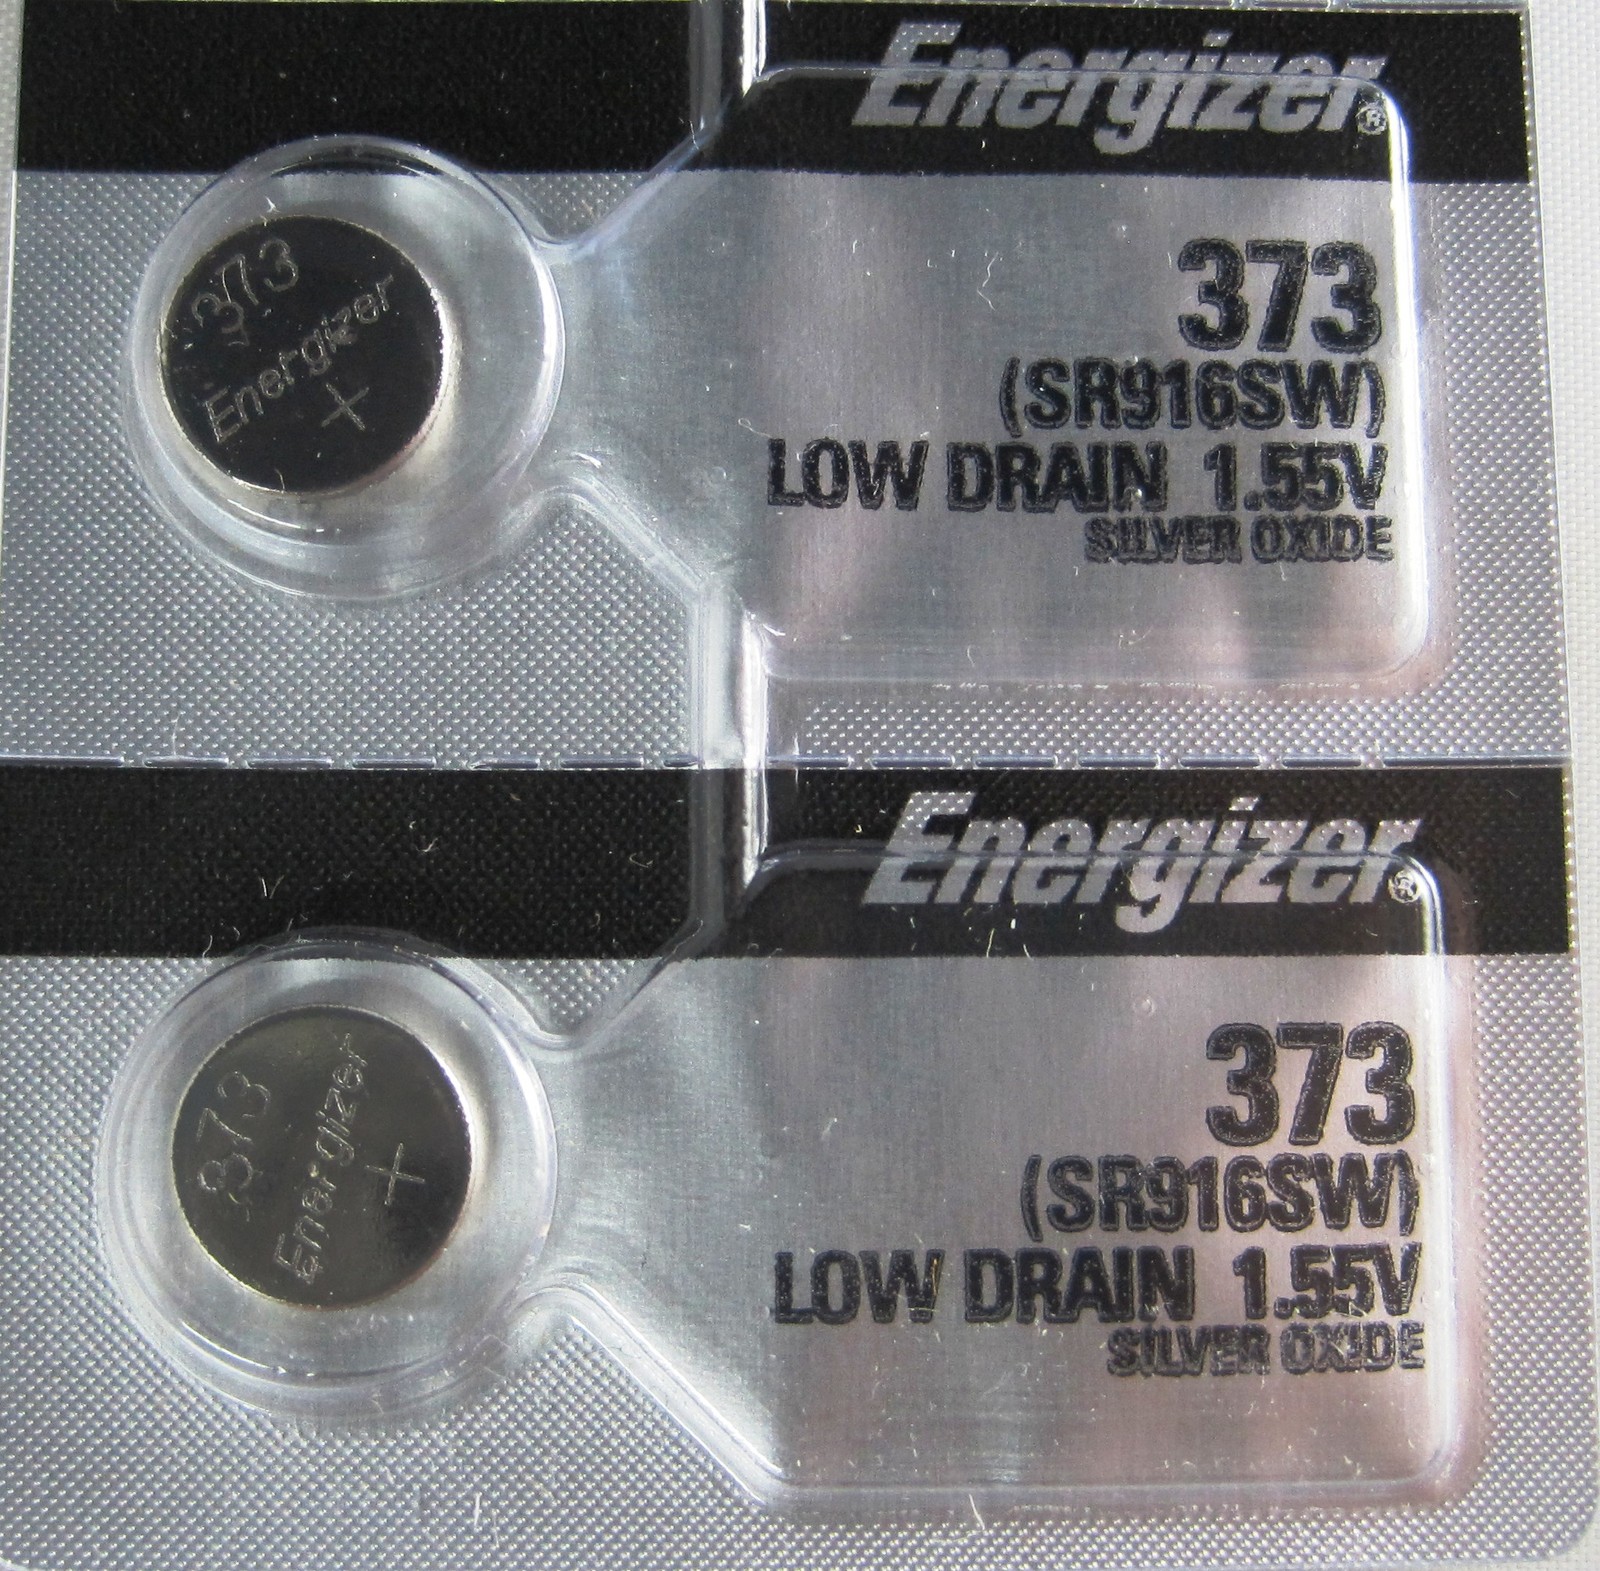 Energizer®
373
(SR916SW)
LOW DRAIN 1.55V
SILVER OXIDE
373
Energizer
+
Energizer®
373
(SR916SW)
LOW DRAIN 1.55V
SILVER OXIDE
373
Energizer
+